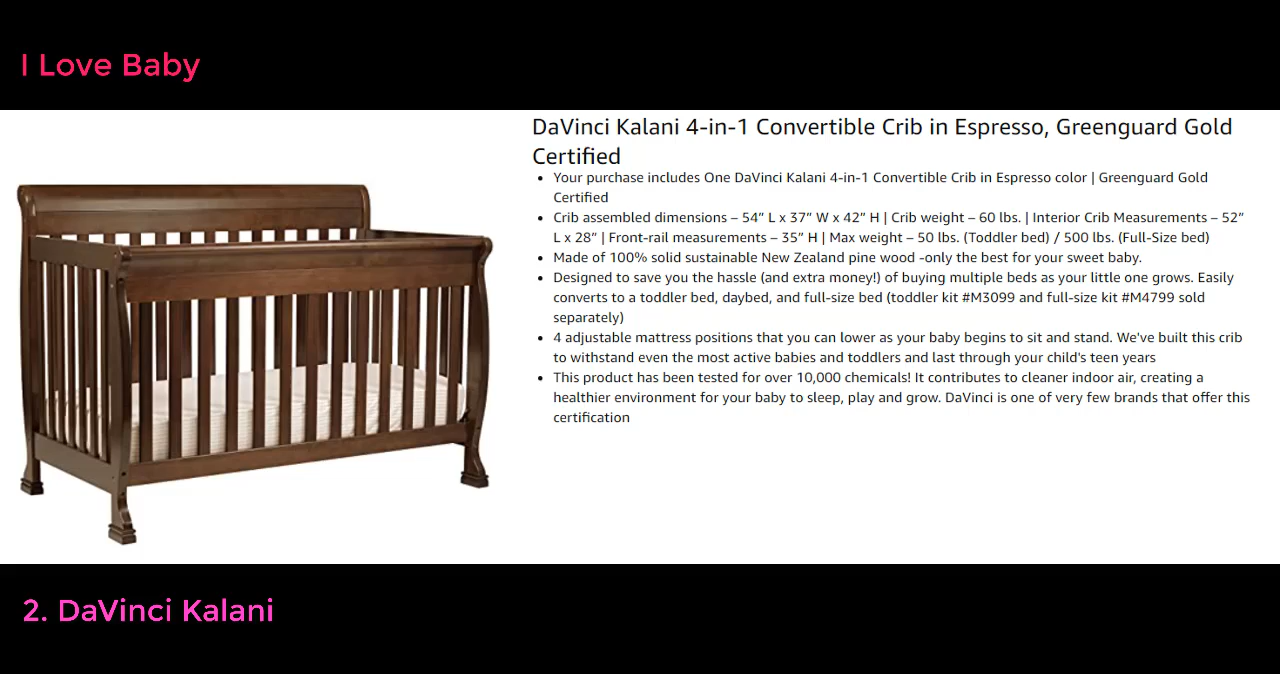 I Love Baby
DaVinci Kalani 4-in-1 Convertible Crib in Espresso, Greenguard Gold
Certified
• Your purchase includes One DaVinci Kalani 4-in-1 Convertible Crib in Espresso color | Greenguard Gold
Certified
• Crib assembled dimensions – 54” L x 37” W x 42” H | Crib weight – 60 lbs. | Interior Crib Measurements – 52”
L x 28” | Front-rail measurements – 35” H | Max weight – 50 lbs. (Toddler bed) / 500 lbs. (Full-Size bed)
• Made of 100% solid sustainable New Zealand pine wood -only the best for your sweet baby.
• Designed to save you the hassle (and extra money!) of buying multiple beds as your little one grows. Easily
converts to a toddler bed, daybed, and full-size bed (toddler kit #M3099 and full-size kit #M4799 sold
separately)
• 4 adjustable mattress positions that you can lower as your baby begins to sit and stand. We've built this crib
to withstand even the most active babies and toddlers and last through your child's teen years
• This product has been tested for over 10,000 chemicals! It contributes to cleaner indoor air, creating a
healthier environment for your baby to sleep, play and grow. DaVinci is one of very few brands that offer this
certification
2. DaVinci Kalani